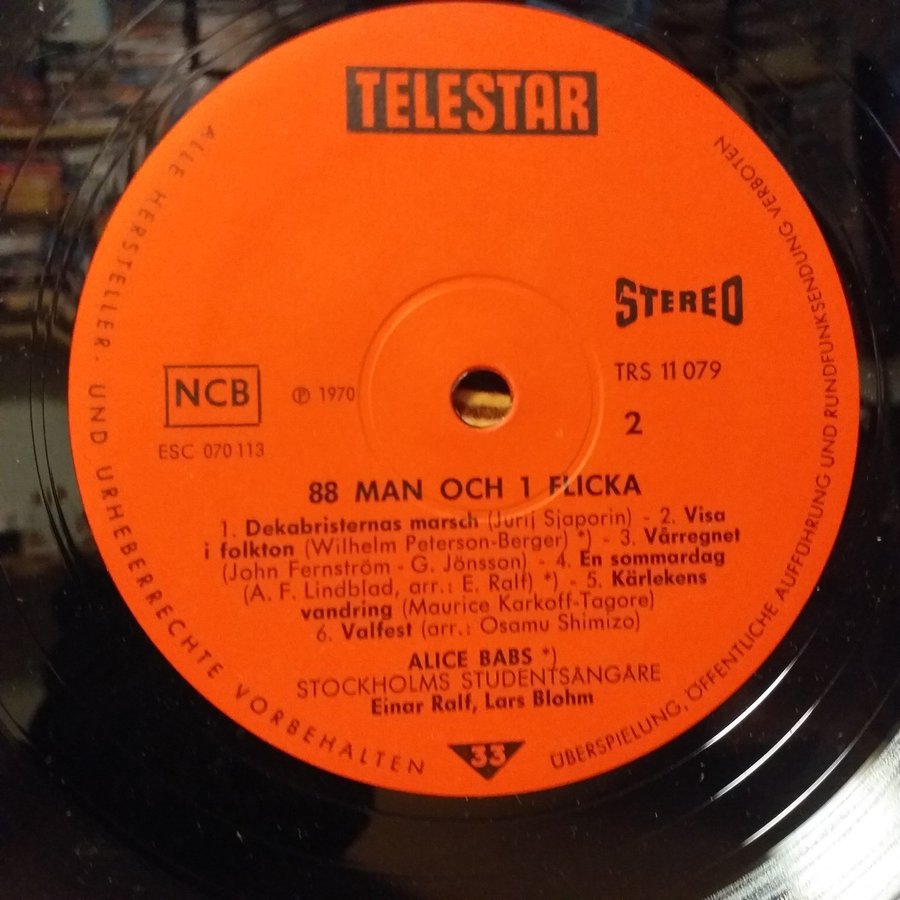 TELESTAR
STEREO
TRS 11 079
2
NCB
ESC 070 113
℗ 1970
88 MAN OCH 1 FLICKA
1. Dekabristernas marsch (Jurij Sjaporin) - 2. Visa
i folkton (Wilhelm Peterson-Berger) *) - 3. Vårregnet
(John Fernström - G. Jönsson) - 4. En sommardag
(A. F. Lindblad, arr.: E. Ralf) *) - 5. Kärlekens
vandring (Maurice Karkoff-Tagore)
6. Valfest (arr.: Osamu Shimizo)
ALICE BABS *)
STOCKHOLMS STUDENTSANGARE
Einar Ralf, Lars Blohm
33
ALLE HERSTELLER- UND URHEBERRECHTE VORBEHALTEN
ÜBERSPIELUNG, ÖFFENTLICHE AUFFÜHRUNG UND RUNDFUNKSENDUNG VERBOTEN